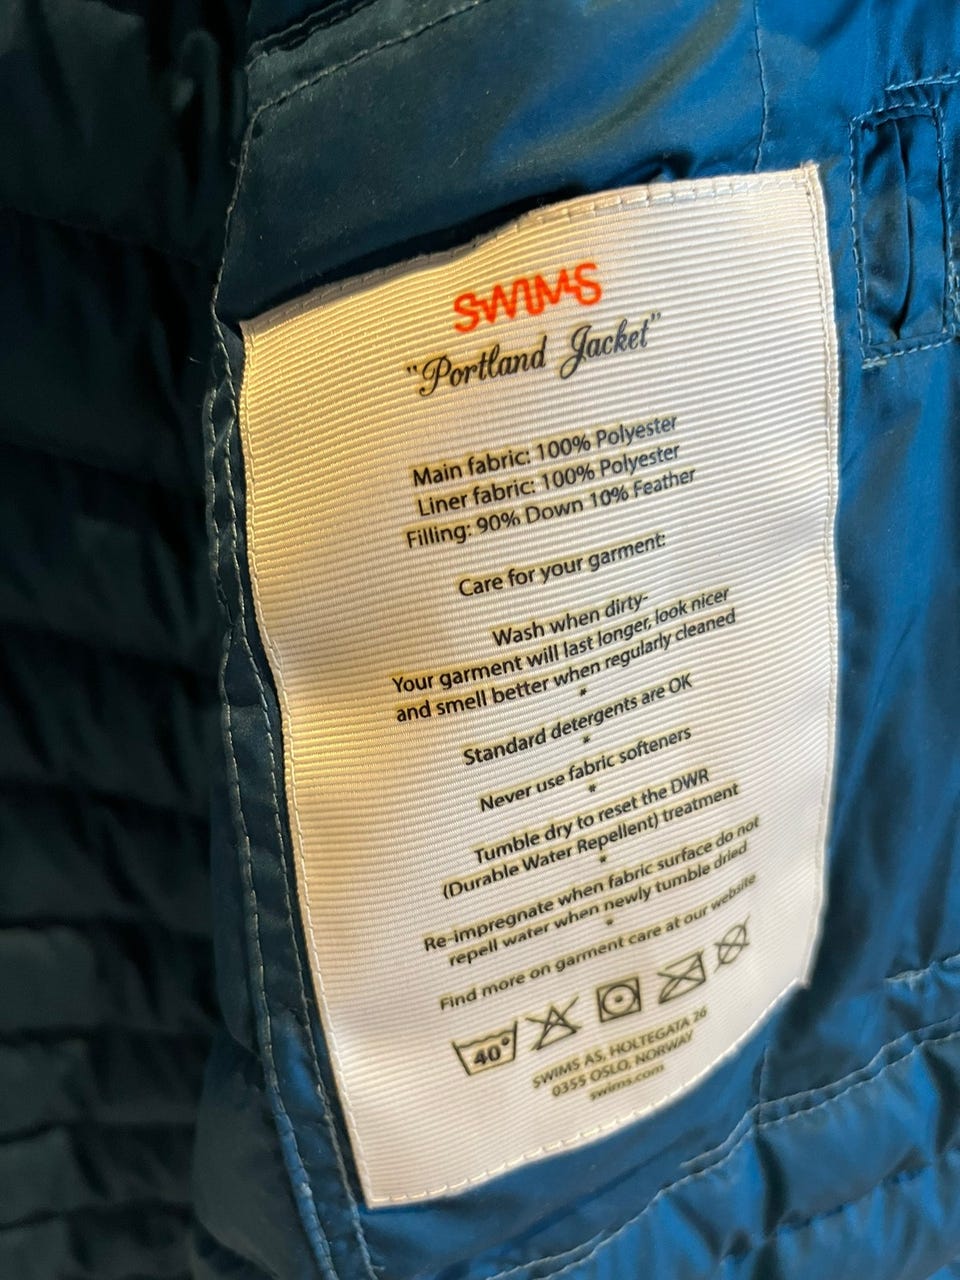 SWIMS
"Portland Jacket"
Main fabric: 100% Polyester
Liner fabric: 100% Polyester
Filling: 90% Down 10% Feather
Care for your garment:
Wash when dirty-
Your garment will last longer, look nicer
and smell better when regularly cleaned
*
Standard detergents are OK
*
Never use fabric softeners
*
Tumble dry to reset the DWR
(Durable Water Repellent) treatment
*
Re-impregnate when fabric surface do not
repell water when newly tumble dried
*
Find more on garment care at our website
40°
SWIMS AS, HOLTEGATA 26
0355 OSLO, NORWAY
swims.com